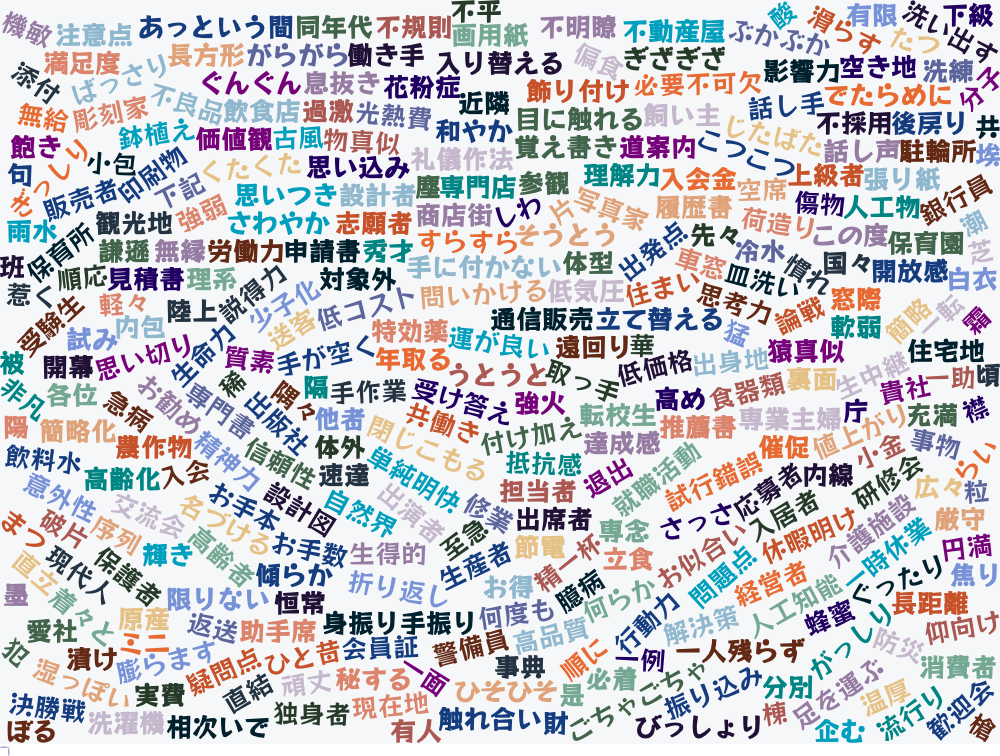 不平
機敏 注意点 あっという間 同年代 不規則 画用紙 不明瞭 不動産屋 ぶかぶか 酸 滑らす 有限 洗い出す 下級
満足度 ばっさり 長方形 がらがら 働き手 入り替える 偏食 ぎざぎざ 影響力 空き地 たつ 洗練 分子
添付 ぐんぐん 息抜き 花粉症 近隣 飾り付け 必要不可欠 話し手 でたらめに
無給 彫刻家 不良品 飲食店 過激 光熱費 和やか 目に触れる 飼い主 じたばた 不採用 後戻り 共
飽き 鉢植え 価値観 古風 物真似 礼儀作法 覚え書き 道案内 こつこつ 話し声 駐輪所 埃
句 そっしり 小包 印刷物 くたくた 思い込み 塵 専門店 参観 理解力 入会金 空席 上級者 張り紙
販売者 下記 思いつき 設計者 商店街 しわ 片 写真家 履歴書 荷造り 傷物 人工物 銀行員
雨水 保育所 観光地 強弱 さわやか 志願者 すらすら そうとう 出発点 先々 冷水 この度 保育園 潮 芝
謙遜 無縁 労働力 申請書 秀才 手に付かない 体型 車窓 皿洗い 慣れ 国々 開放感 白衣
班 惹く 順応 見積書 理系 説得力 対象外 問いかける 低気圧 住まい 思考力 論戦 窓際 簡略 一転 霜
受験生 軽々 陸上 少子化 低コスト 通信販売 立て替える 猛 軟弱
試み 内包 生命力 送客 特効薬 運が良い 遠回り 華 出身地 猿真似 住宅地
被 開幕 思い切り 質素 手が空く 年取る うとうと 取っ手 低価格 食器類 裏面 生中継 貴社 一助 頃
非凡 各位 お勧め 専門書 稀 隅々 隔 手作業 受け答え 強火 高め 庁 充満 襟
陽 簡略化 急病 農作物 精神力 出版社 他者 共働き 付け加え 転校生 推薦書 専業主婦 値上がり 事物
飲料水 高齢化 入会 信頼性 体外 速達 閉じこもる 単純明快 抵抗感 達成感 催促 小金 広々 づらい 粒
意外性 交流会 名づける お手本 設計図 自然界 出演者 修業 担当者 退出 就職活動 試行錯誤 応募者 内線 研修会
まつ 破片 序列 輝き 高齢者 お手数 生得的 至急 出席者 専念 さっさ 入居者 介護施設 厳守
直立 現代人 保護者 傾らか 折り返し 生産者 節電 精一杯 立食 お似合い 休暇明け 一時休業 円満
墨 着々と 原産 限りない 恒常 お得 臆病 何らか 問題点 経営者 人工知能 ぐったり 焦り
愛社 ミニ 返送 助手席 身振り手振り 何度も 高品質 行動力 解決策 蜂蜜 がっしり 長距離 仰向け
犯 漬け 膨らます 疑問点 ひと昔 会員証 警備員 事典 順に 一例 一人残らず 防災 消費者
湿っぽい 実費 直結 頑丈 秘する 一面 ひそひそ 是 必着 ごちゃごちゃ 振り込み 分別 足を運ぶ 温厚
決勝戦 洗濯機 相次いで 独身者 現在地 触れ合い 財 棟 流行り 歓迎会
ぼる 有人 びっしょり 企む 檜